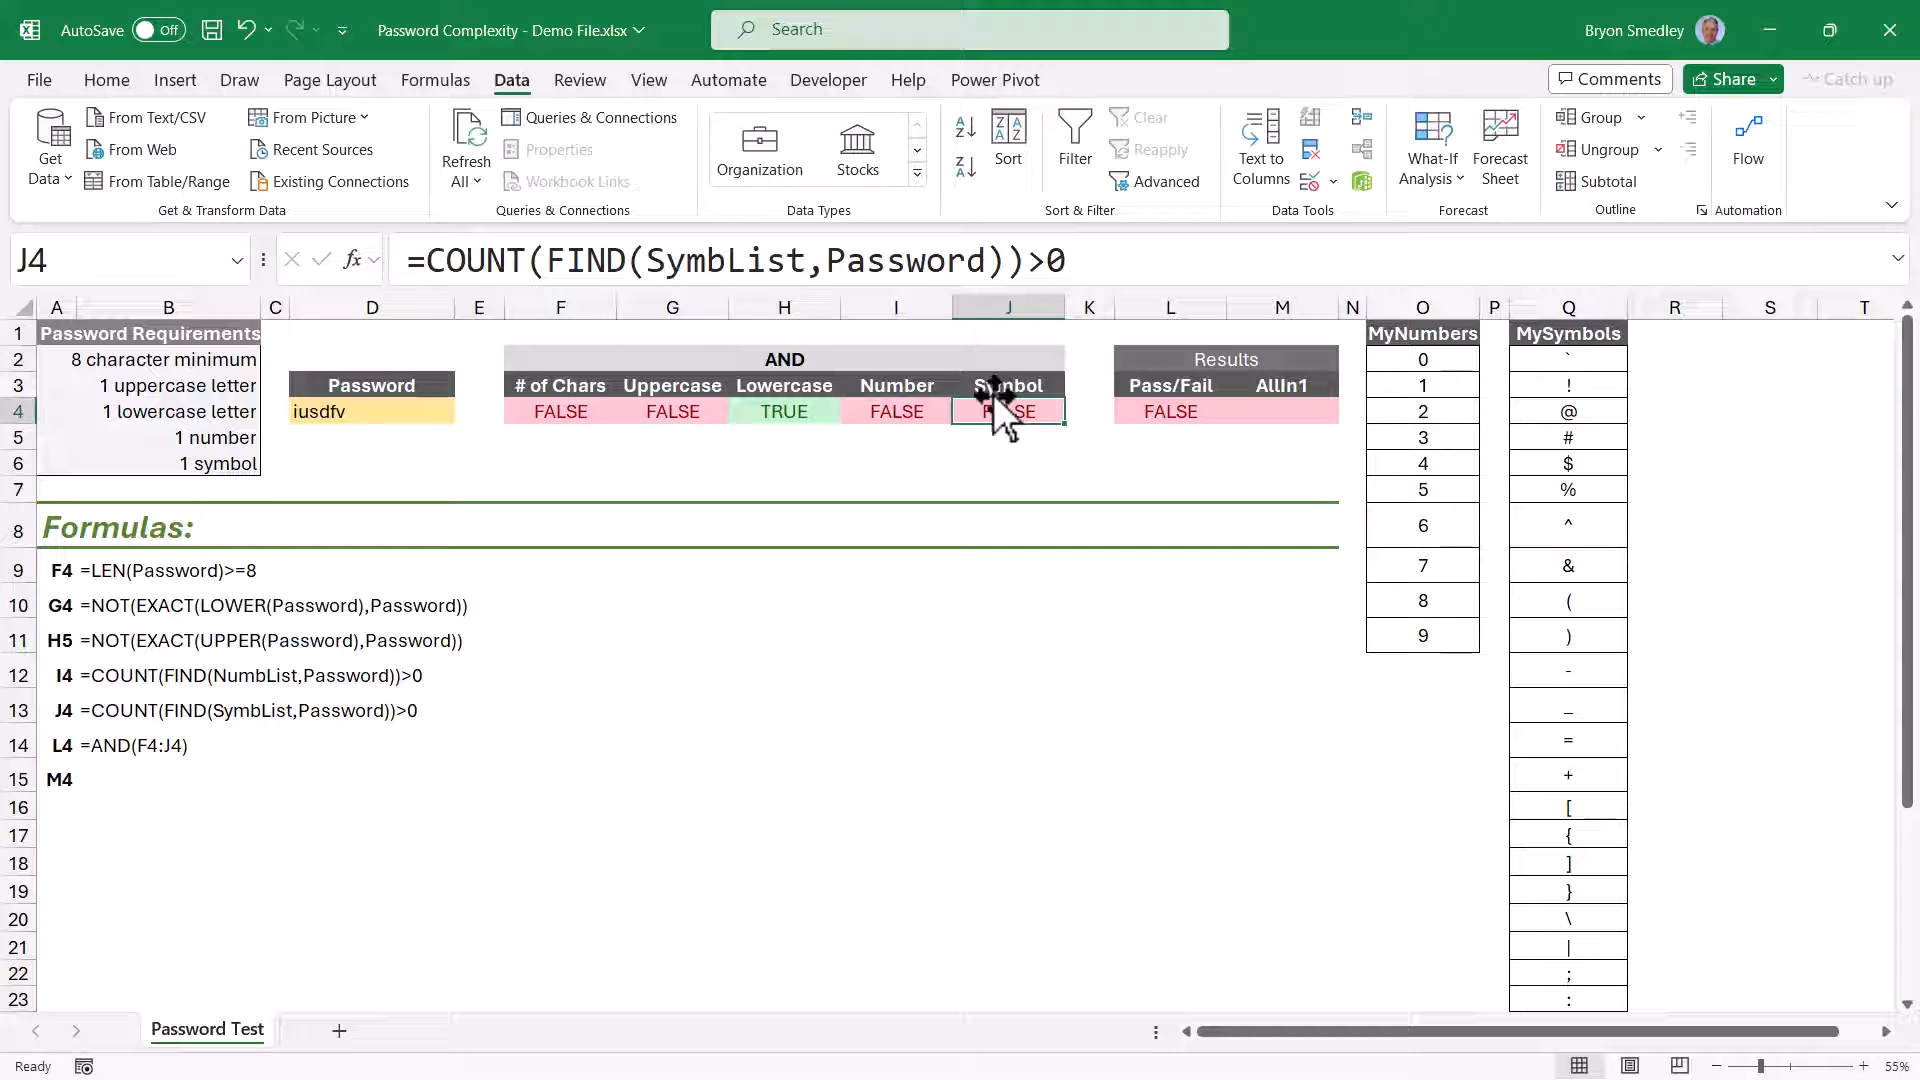 AutoSave Off Password Complexity - Demo File.xlsx Search Bryon Smedley
File Home Insert Draw Page Layout Formulas Data Review View Automate Developer Help Power Pivot Comments Share Catch up
Get Data
From Text/CSV
From Web
From Table/Range
From Picture
Recent Sources
Existing Connections
Get & Transform Data
Refresh All
Queries & Connections
Properties
Workbook Links
Queries & Connections
Organization Stocks
Data Types
Sort
Filter
Clear
Reapply
Advanced
Sort & Filter
Text to Columns
Data Tools
What-If Analysis
Forecast Sheet
Forecast
Group
Ungroup
Subtotal
Outline
Flow
Automation
J4 fx =COUNT(FIND(SymbList,Password))>0
A B C D E F G H I J K L M N O P Q R S T
1 Password Requirements MyNumbers MySymbols
2 8 character minimum AND Results 0 `
3 1 uppercase letter Password # of Chars Uppercase Lowercase Number Symbol Pass/Fail AllIn1 1 !
4 1 lowercase letter iusdfv FALSE FALSE TRUE FALSE FALSE FALSE 2 @
5 1 number 3 #
6 1 symbol 4 $
7 5 %
8 Formulas: 6 ^
9 F4 =LEN(Password)>=8 7 &
10 G4 =NOT(EXACT(LOWER(Password),Password)) 8 (
11 H5 =NOT(EXACT(UPPER(Password),Password)) 9 )
12 I4 =COUNT(FIND(NumbList,Password))>0 -
13 J4 =COUNT(FIND(SymbList,Password))>0 _
14 L4 =AND(F4:J4) =
15 M4 +
16 [
17 {
18 ]
19 }
20 \
21 |
22 ;
23 :
Password Test
Ready 55%